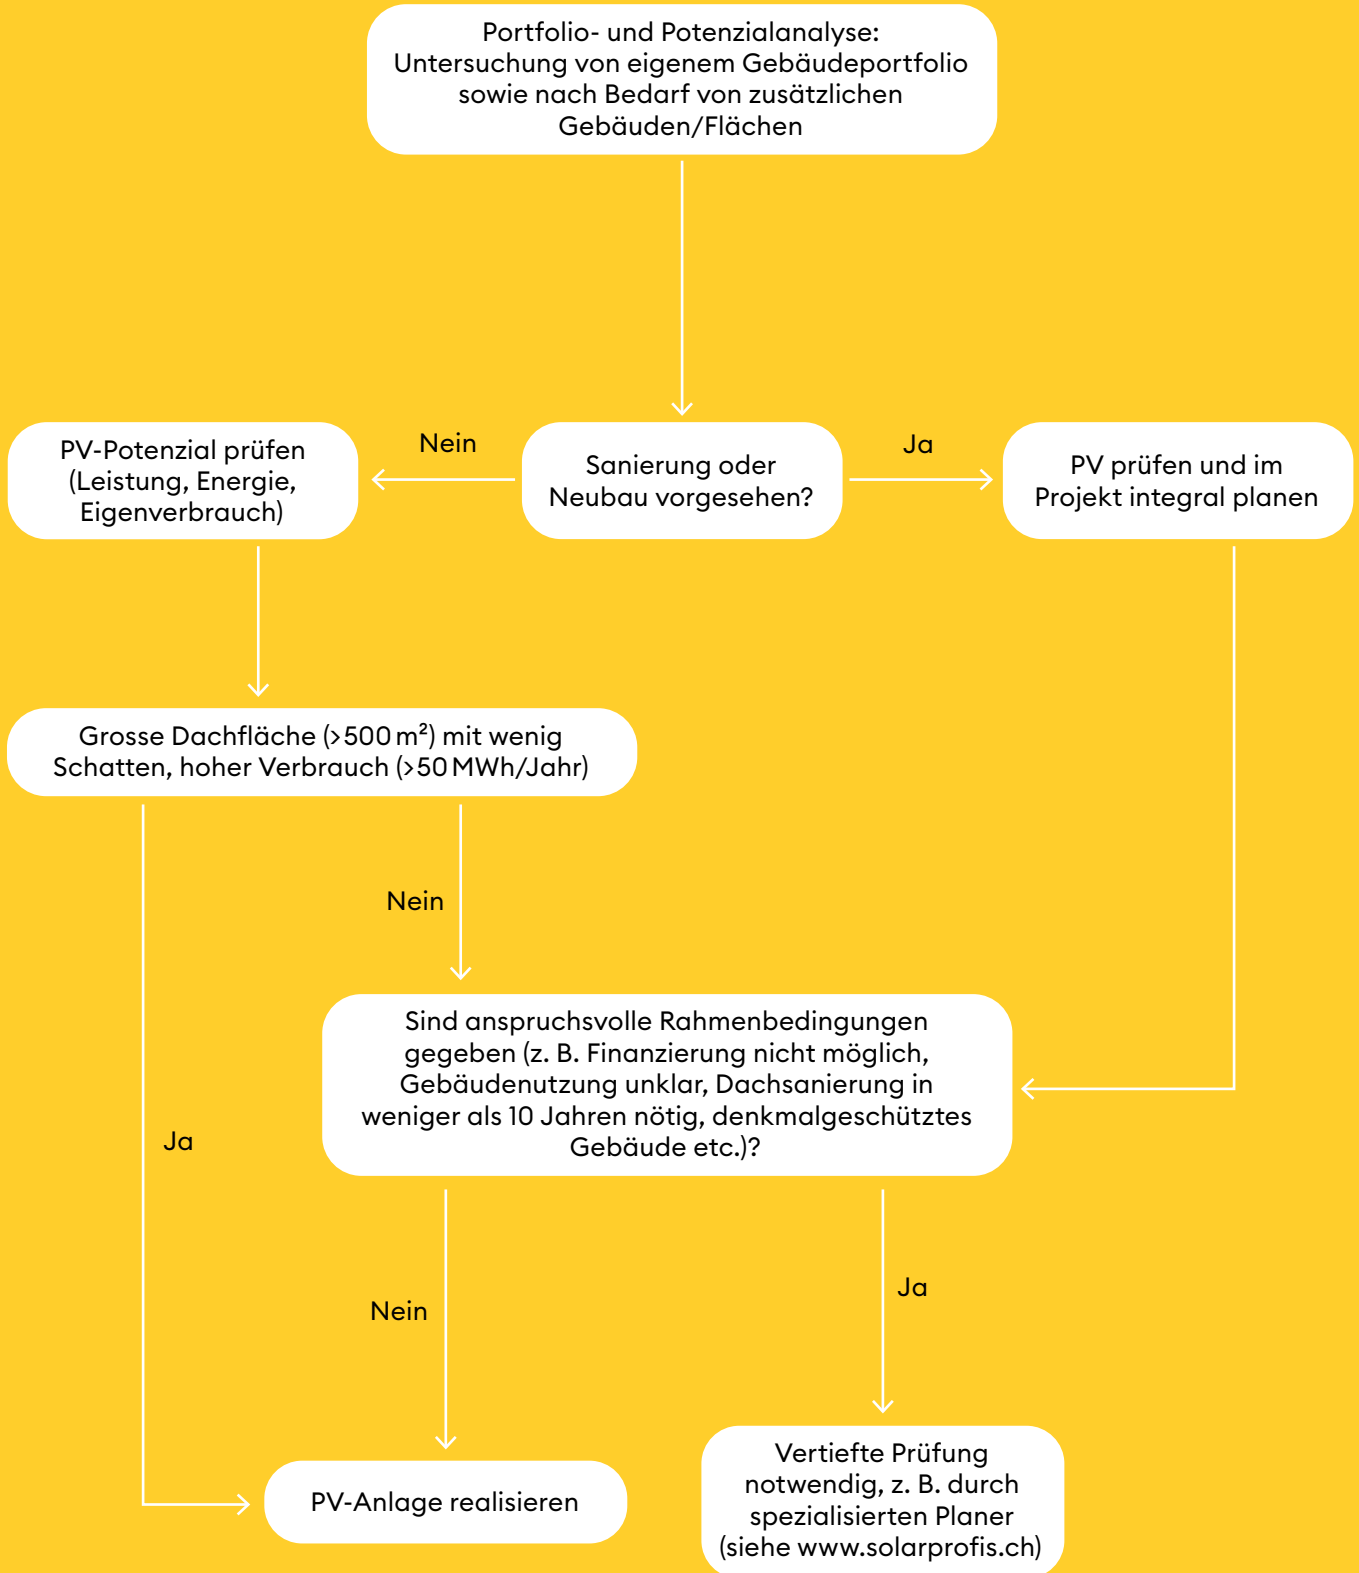 Portfolio- und Potenzialanalyse:
Untersuchung von eigenem Gebäudeportfolio
sowie nach Bedarf von zusätzlichen
Gebäuden/Flächen
PV-Potenzial prüfen
(Leistung, Energie,
Eigenverbrauch)
Nein
Sanierung oder
Neubau vorgesehen?
Ja
PV prüfen und im
Projekt integral planen
Grosse Dachfläche (>500 m²) mit wenig
Schatten, hoher Verbrauch (>50 MWh/Jahr)
Nein
Sind anspruchsvolle Rahmenbedingungen
gegeben (z. B. Finanzierung nicht möglich,
Gebäudenutzung unklar, Dachsanierung in
weniger als 10 Jahren nötig, denkmalgeschütztes
Gebäude etc.)?
Ja
Nein
Ja
PV-Anlage realisieren
Vertiefte Prüfung
notwendig, z. B. durch
spezialisierten Planer
(siehe www.solarprofis.ch)